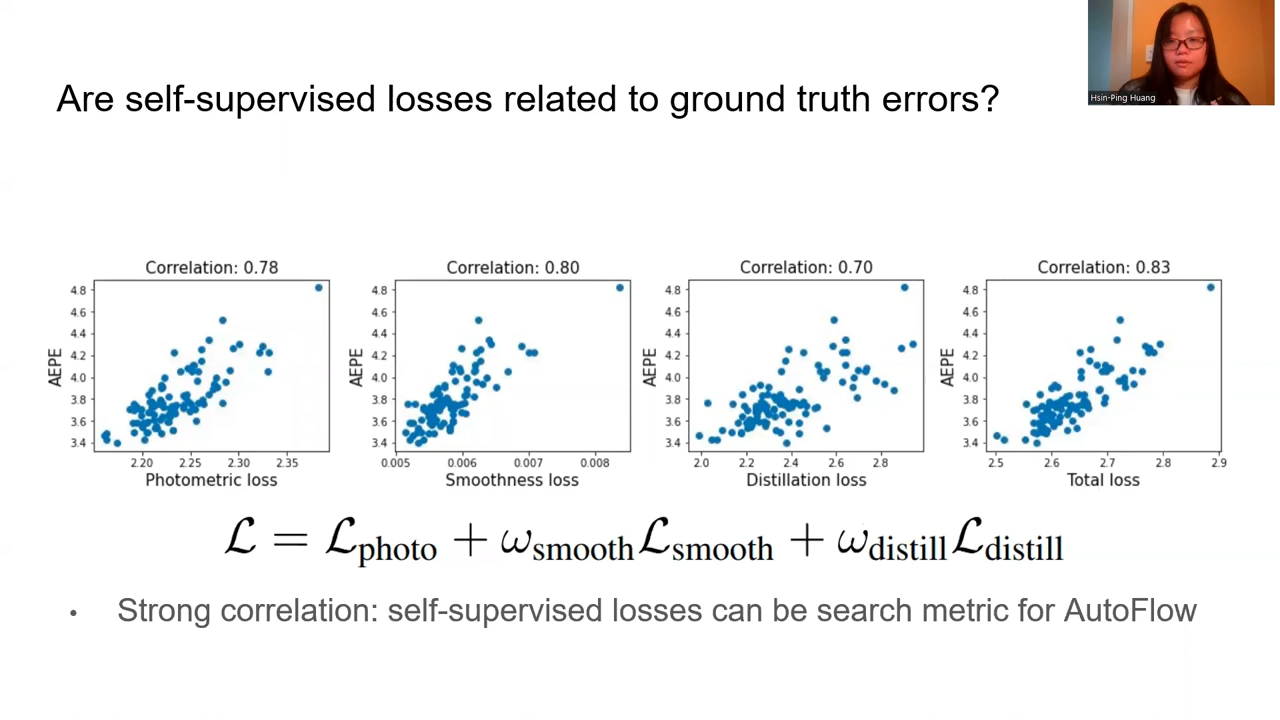 Hsin-Ping Huang
Are self-supervised losses related to ground truth errors?
Correlation: 0.78
AEPE
4.8
4.6
4.4
4.2
4.0
3.8
3.6
3.4
2.20 2.25 2.30 2.35
Photometric loss
Correlation: 0.80
AEPE
4.8
4.6
4.4
4.2
4.0
3.8
3.6
3.4
0.005 0.006 0.007 0.008
Smoothness loss
Correlation: 0.70
AEPE
4.8
4.6
4.4
4.2
4.0
3.8
3.6
3.4
2.0 2.2 2.4 2.6 2.8
Distillation loss
Correlation: 0.83
AEPE
4.8
4.6
4.4
4.2
4.0
3.8
3.6
3.4
2.5 2.6 2.7 2.8 2.9
Total loss
ℒ = ℒphoto + ωsmoothℒsmooth + ωdistillℒdistill
• Strong correlation: self-supervised losses can be search metric for AutoFlow